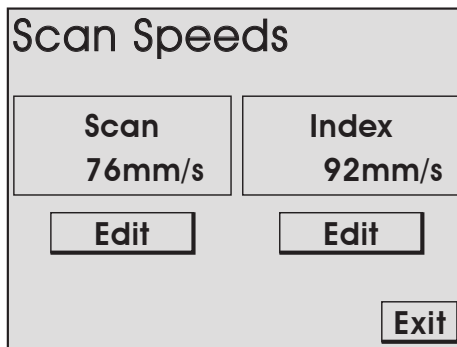 Scan Speeds
Scan Index
76mm/s 92mm/s
Edit Edit
Exit